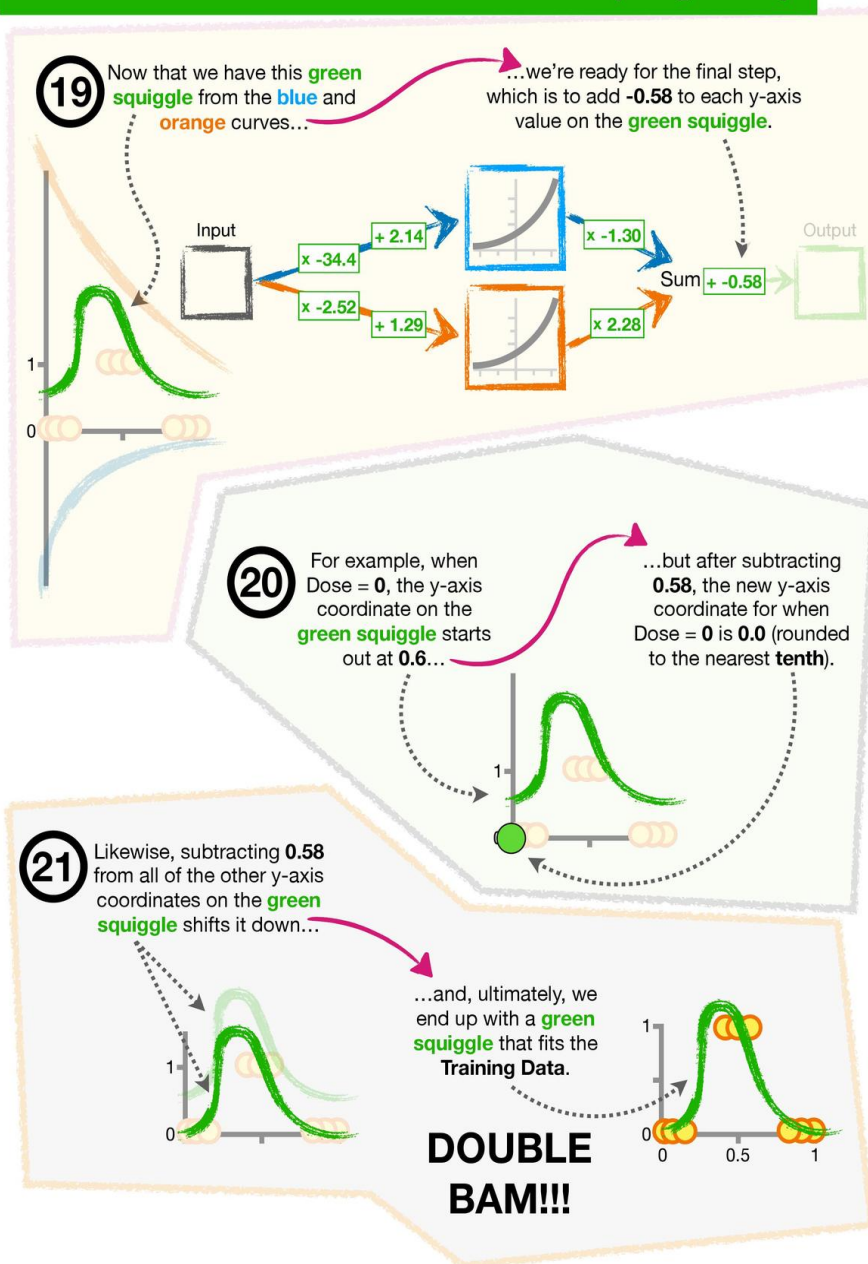 19
Now that we have this green
squiggle from the blue and
orange curves…
…we're ready for the final step,
which is to add -0.58 to each y-axis
value on the green squiggle.
Input
x -34.4
+ 2.14
x -1.30
x -2.52
+ 1.29
x 2.28
Sum
+ -0.58
Output
1
0
20
For example, when
Dose = 0, the y-axis
coordinate on the
green squiggle starts
out at 0.6…
…but after subtracting
0.58, the new y-axis
coordinate for when
Dose = 0 is 0.0 (rounded
to the nearest tenth).
1
21
Likewise, subtracting 0.58
from all of the other y-axis
coordinates on the green
squiggle shifts it down…
1
0
…and, ultimately, we
end up with a green
squiggle that fits the
Training Data.
1
0
0 0.5 1
DOUBLE
BAM!!!